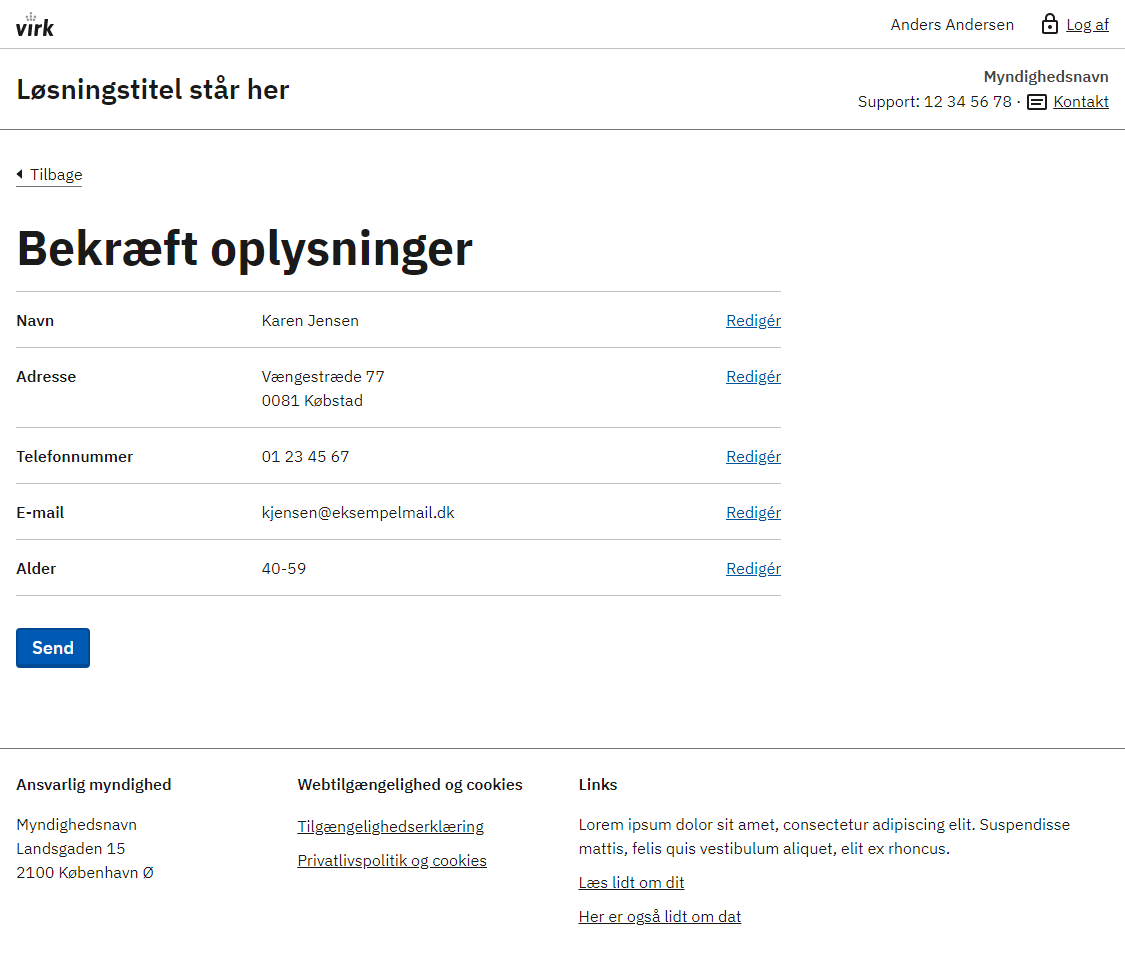 virk
Anders Andersen
Log af
Løsningstitel står her
Myndighedsnavn
Support: 12 34 56 78 · Kontakt
Tilbage
Bekræft oplysninger
Navn Karen Jensen Redigér
Adresse Vængestræde 77 Redigér
0081 Købstad
Telefonnummer 01 23 45 67 Redigér
E-mail kjensen@eksempelmail.dk Redigér
Alder 40-59 Redigér
Send
Ansvarlig myndighed
Myndighedsnavn
Landsgaden 15
2100 København Ø
Webtilgængelighed og cookies
Tilgængelighedserklæring
Privatlivspolitik og cookies
Links
Lorem ipsum dolor sit amet, consectetur adipiscing elit. Suspendisse
mattis, felis quis vestibulum aliquet, elit ex rhoncus.
Læs lidt om dit
Her er også lidt om dat